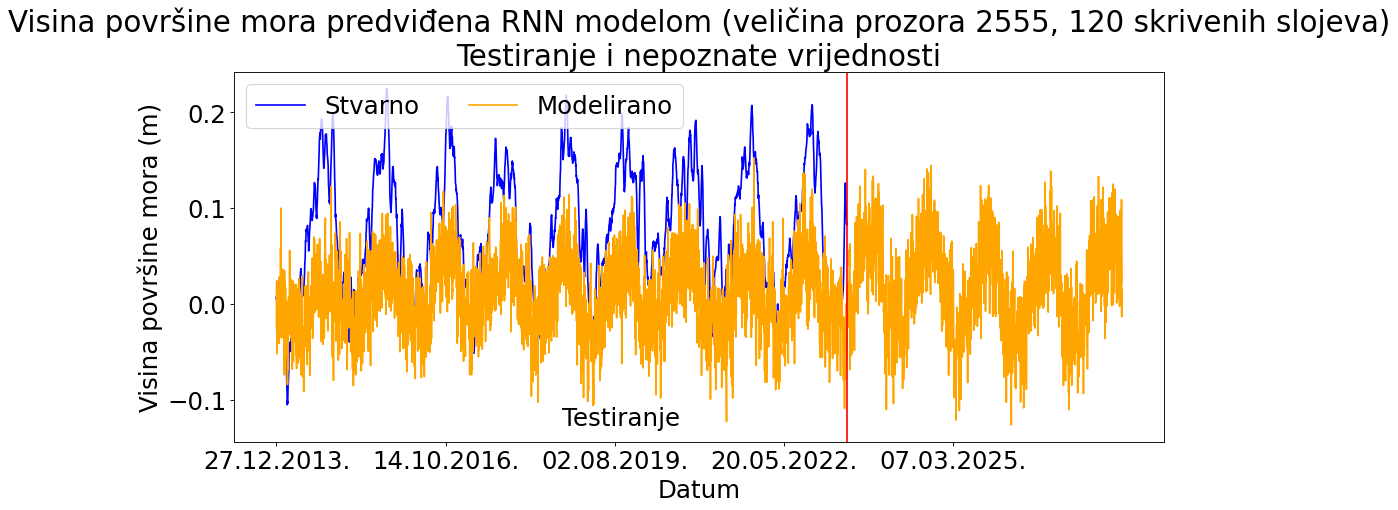 Visina površine mora predviđena RNN modelom (veličina prozora 2555, 120 skrivenih slojeva)
Testiranje i nepoznate vrijednosti
Stvarno
Modelirano
Visina površine mora (m)
0.2
0.1
0.0
−0.1
Testiranje
27.12.2013.
14.10.2016.
02.08.2019.
20.05.2022.
07.03.2025.
Datum